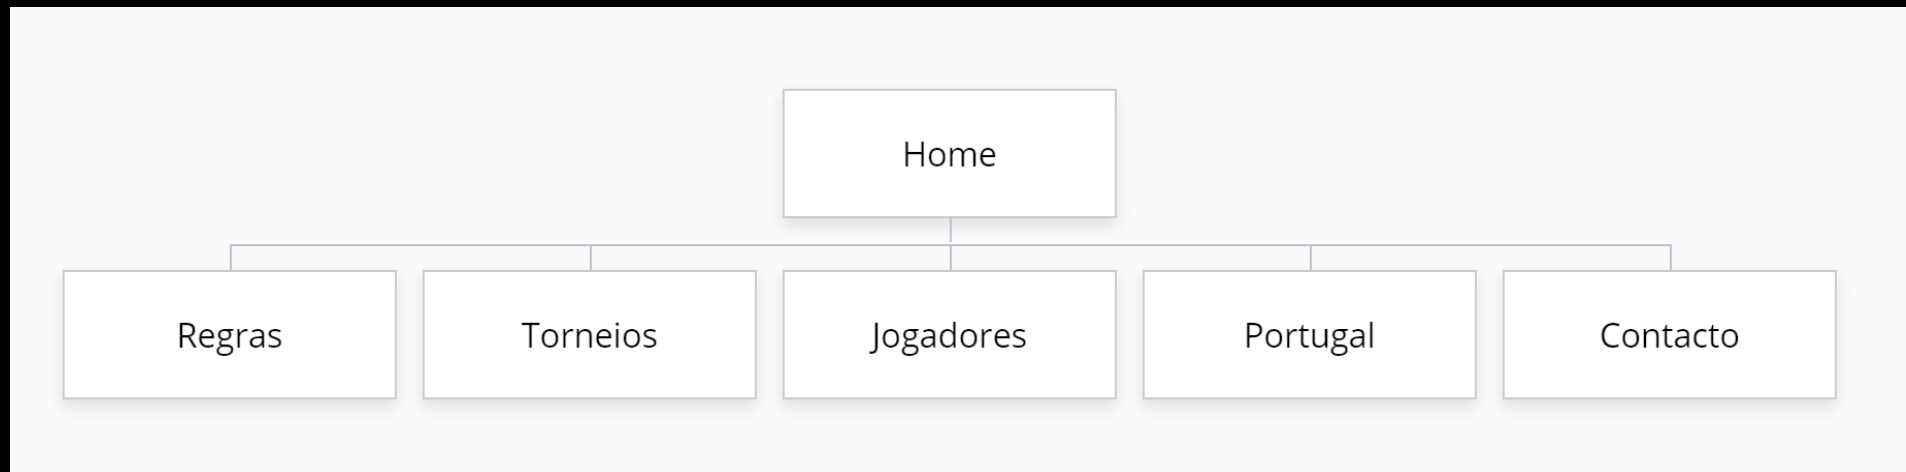 Home
Regras
Torneios
Jogadores
Portugal
Contacto